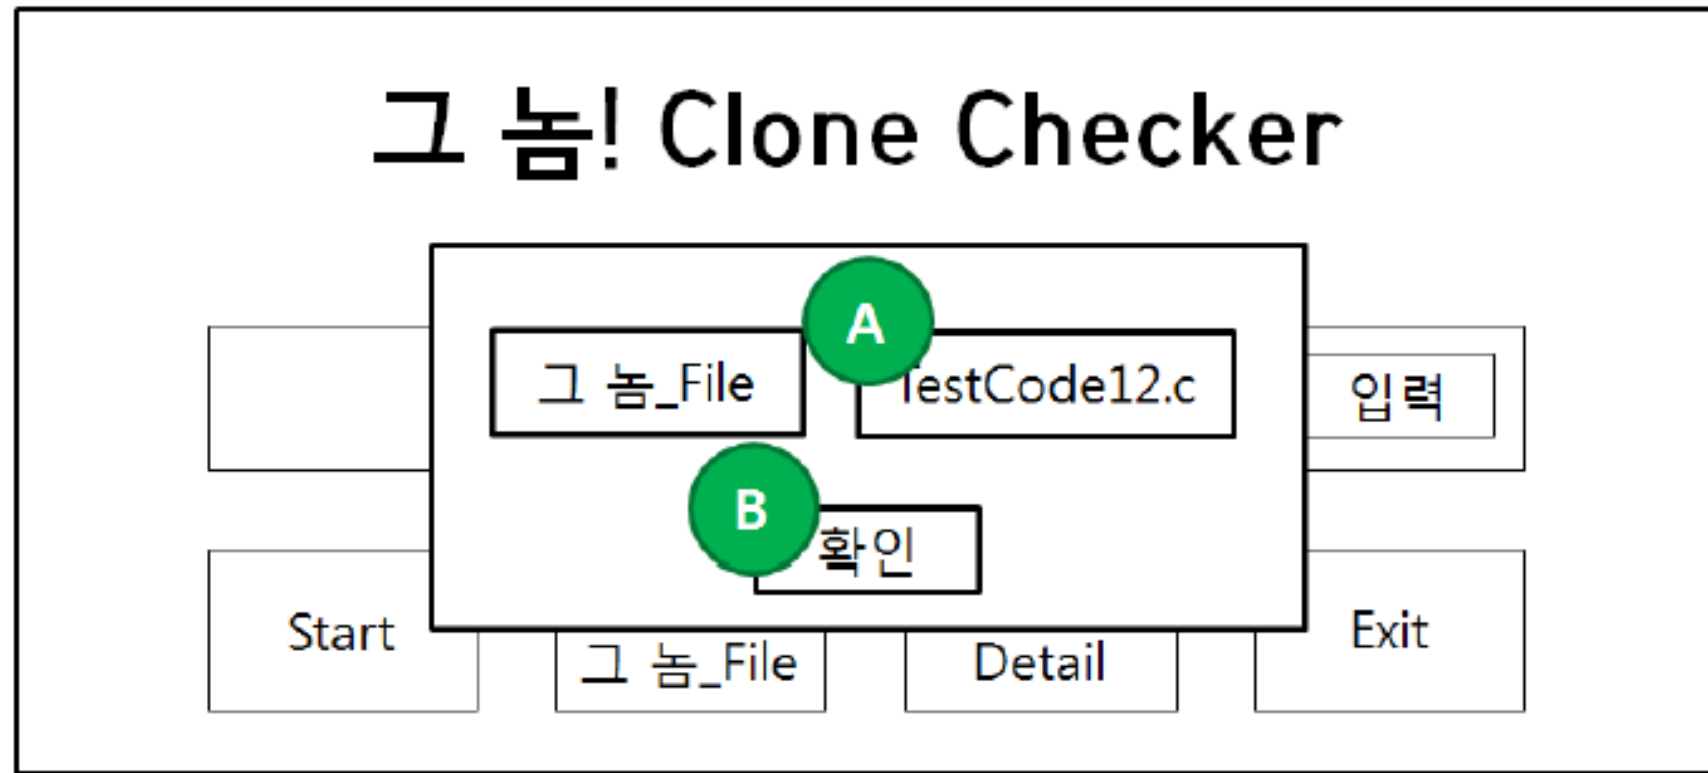 그 놈! Clone Checker
A
그 놈_File TestCode12.c 입력
B
확인
Start 그 놈_File Detail Exit